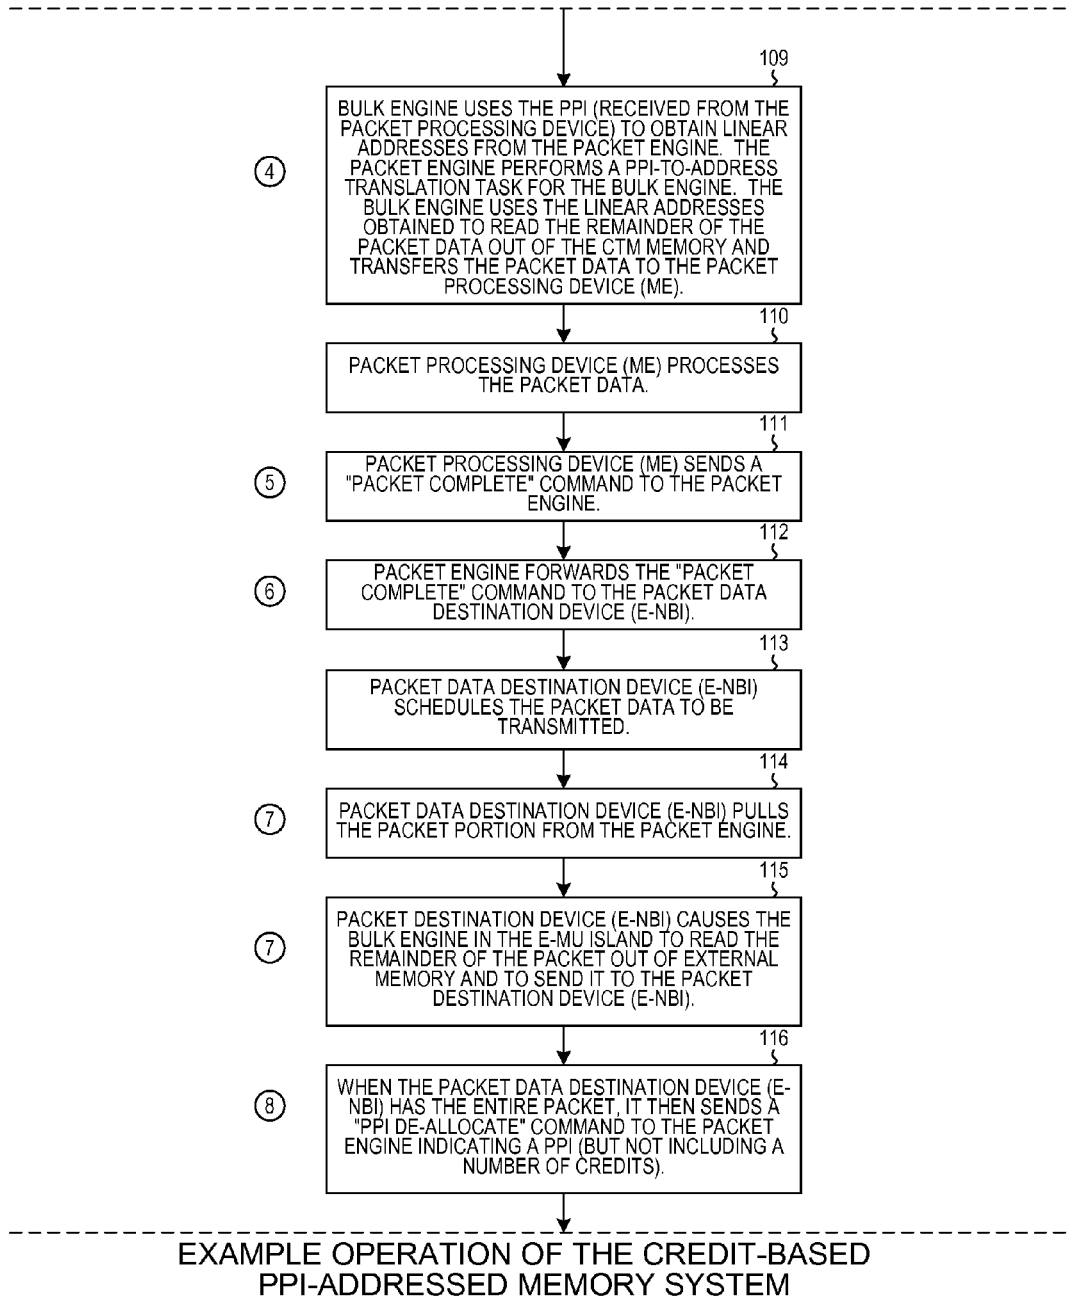 109
BULK ENGINE USES THE PPI (RECEIVED FROM THE
PACKET PROCESSING DEVICE) TO OBTAIN LINEAR
ADDRESSES FROM THE PACKET ENGINE. THE
PACKET ENGINE PERFORMS A PPI-TO-ADDRESS
TRANSLATION TASK FOR THE BULK ENGINE. THE
BULK ENGINE USES THE LINEAR ADDRESSES
OBTAINED TO READ THE REMAINDER OF THE
PACKET DATA OUT OF THE CTM MEMORY AND
TRANSFERS THE PACKET DATA TO THE PACKET
PROCESSING DEVICE (ME).
4
110
PACKET PROCESSING DEVICE (ME) PROCESSES
THE PACKET DATA.
111
PACKET PROCESSING DEVICE (ME) SENDS A
"PACKET COMPLETE" COMMAND TO THE PACKET
ENGINE.
5
112
PACKET ENGINE FORWARDS THE "PACKET
COMPLETE" COMMAND TO THE PACKET DATA
DESTINATION DEVICE (E-NBI).
6
113
PACKET DATA DESTINATION DEVICE (E-NBI)
SCHEDULES THE PACKET DATA TO BE
TRANSMITTED.
114
PACKET DATA DESTINATION DEVICE (E-NBI) PULLS
THE PACKET PORTION FROM THE PACKET ENGINE.
7
115
PACKET DESTINATION DEVICE (E-NBI) CAUSES THE
BULK ENGINE IN THE E-MU ISLAND TO READ THE
REMAINDER OF THE PACKET OUT OF EXTERNAL
MEMORY AND TO SEND IT TO THE PACKET
DESTINATION DEVICE (E-NBI).
7
116
WHEN THE PACKET DATA DESTINATION DEVICE (E-
NBI) HAS THE ENTIRE PACKET, IT THEN SENDS A
"PPI DE-ALLOCATE" COMMAND TO THE PACKET
ENGINE INDICATING A PPI (BUT NOT INCLUDING A
NUMBER OF CREDITS).
8
EXAMPLE OPERATION OF THE CREDIT-BASED
PPI-ADDRESSED MEMORY SYSTEM